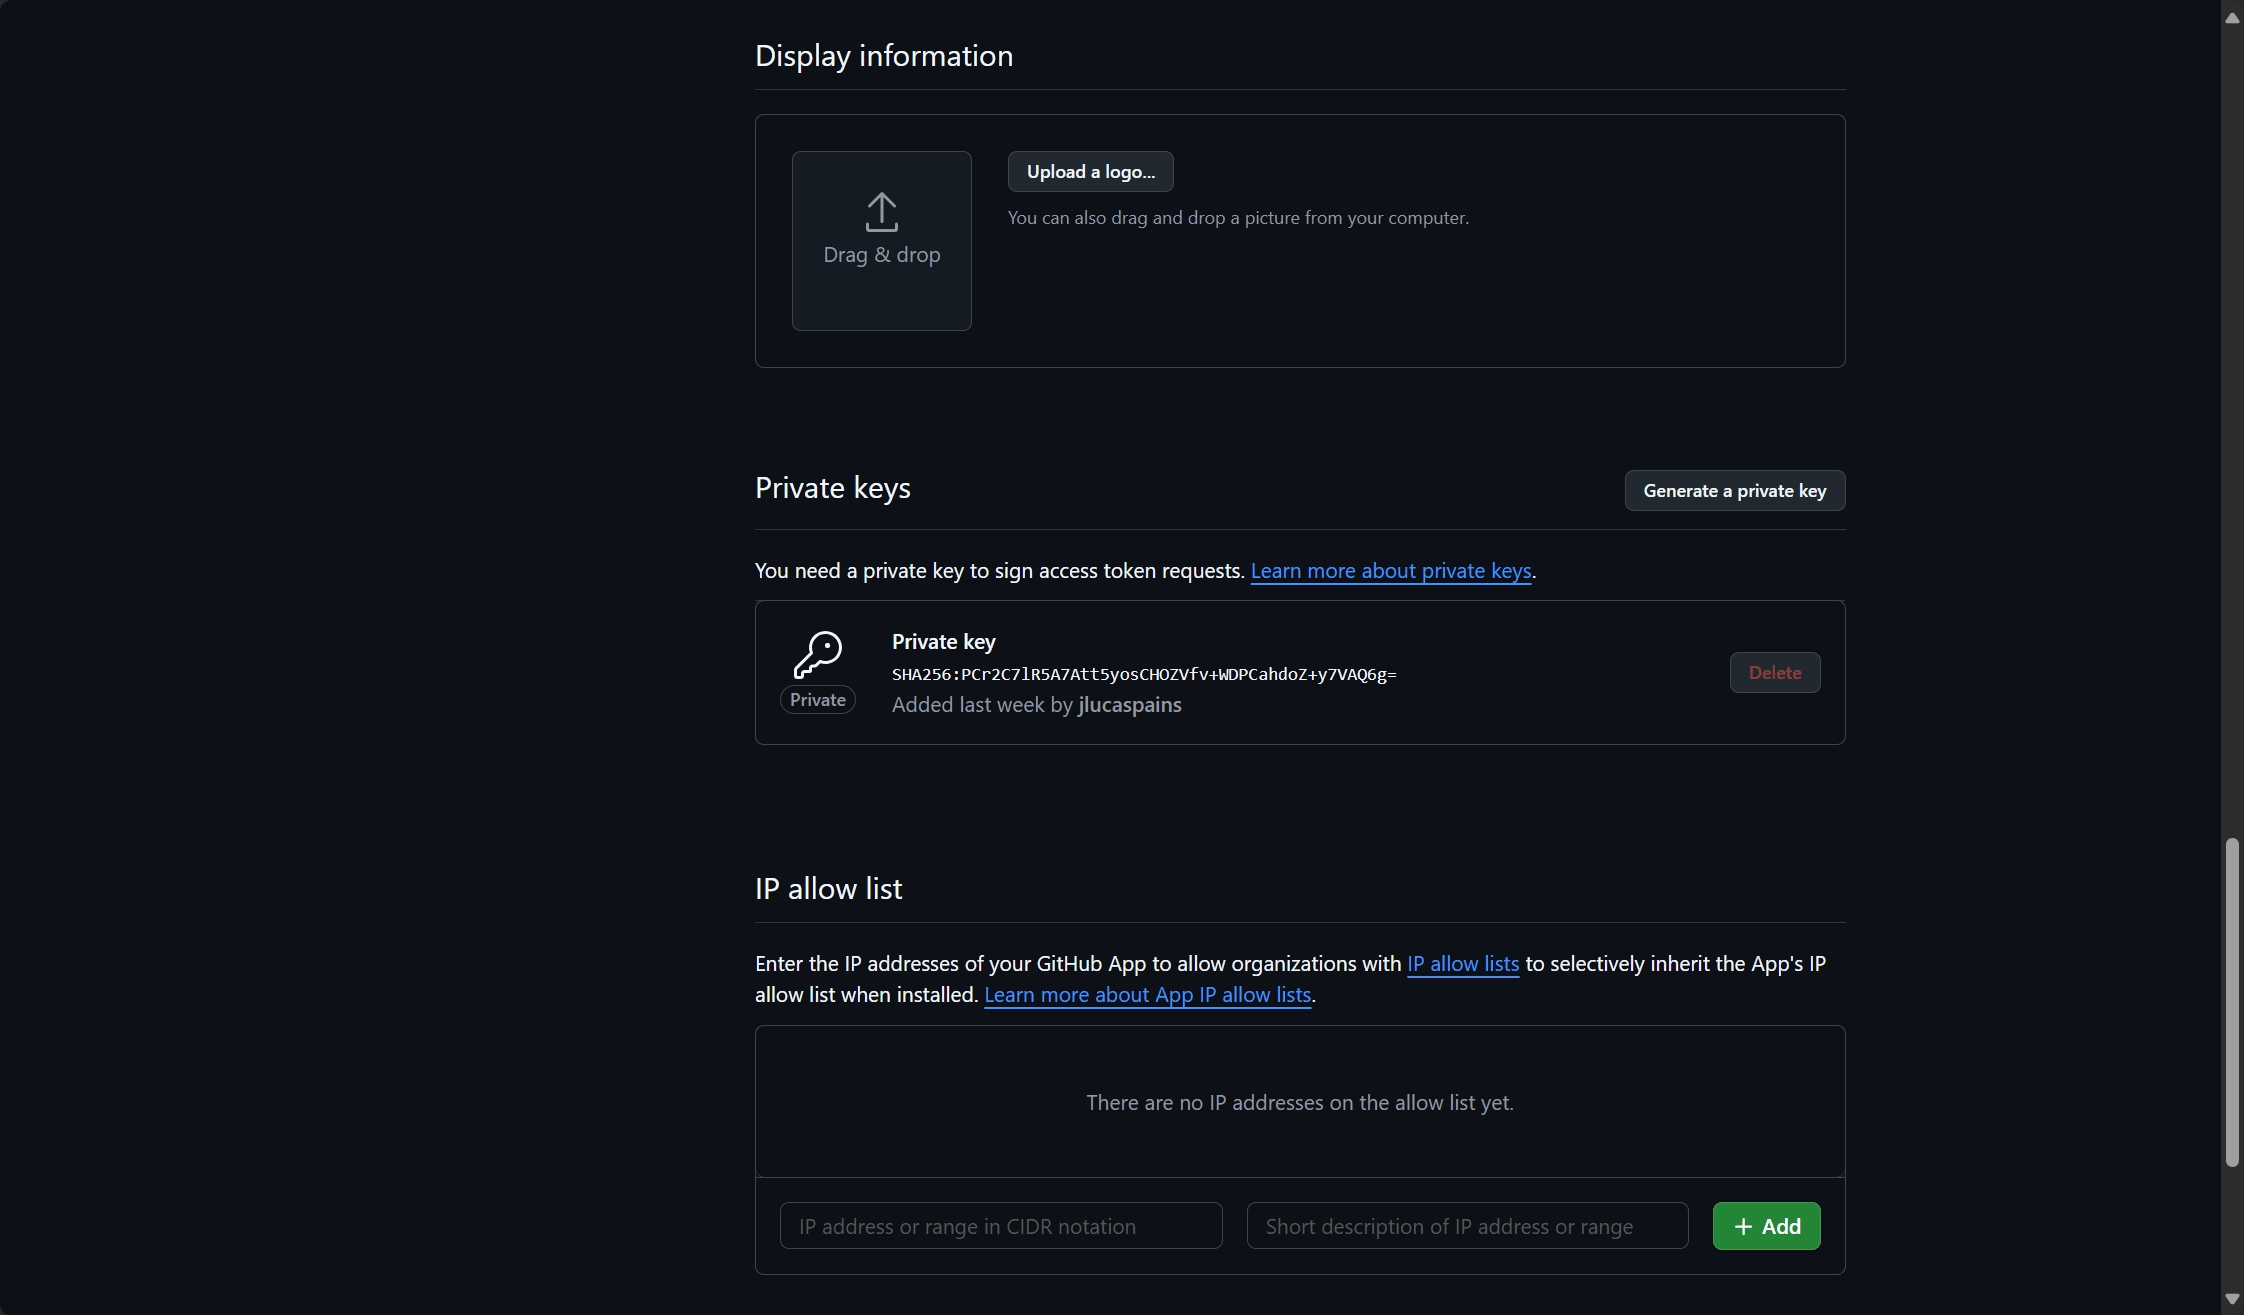 Display information
Drag & drop
Upload a logo...
You can also drag and drop a picture from your computer.
Private keys
Generate a private key
You need a private key to sign access token requests. Learn more about private keys.
Private
Private key
SHA256:PCr2C7lR5A7Att5yosCHOZVfv+WDPCahdoZ+y7VAQ6g=
Added last week by jlucaspains
Delete
IP allow list
Enter the IP addresses of your GitHub App to allow organizations with IP allow lists to selectively inherit the App's IP
allow list when installed. Learn more about App IP allow lists.
There are no IP addresses on the allow list yet.
IP address or range in CIDR notation
Short description of IP address or range
Add